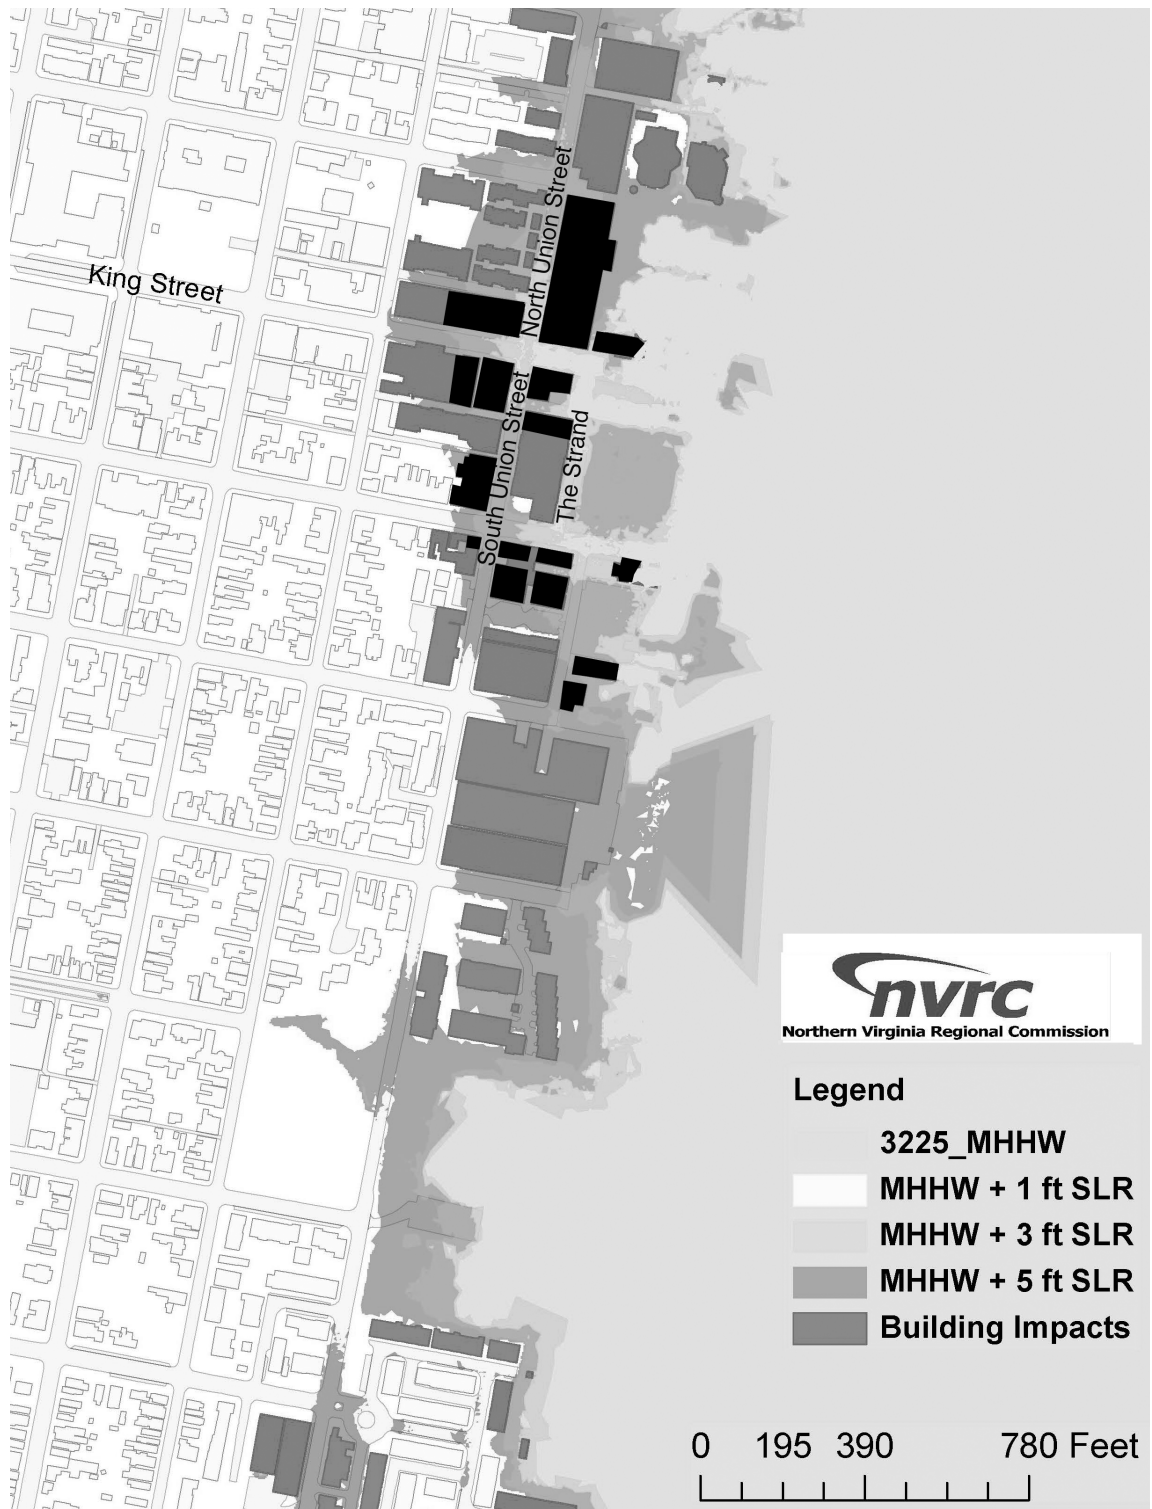 King Street
North Union Street
South Union Street
The Strand
nvrc
Northern Virginia Regional Commission
Legend
3225_MHHW
MHHW + 1 ft SLR
MHHW + 3 ft SLR
MHHW + 5 ft SLR
Building Impacts
0 195 390 780 Feet